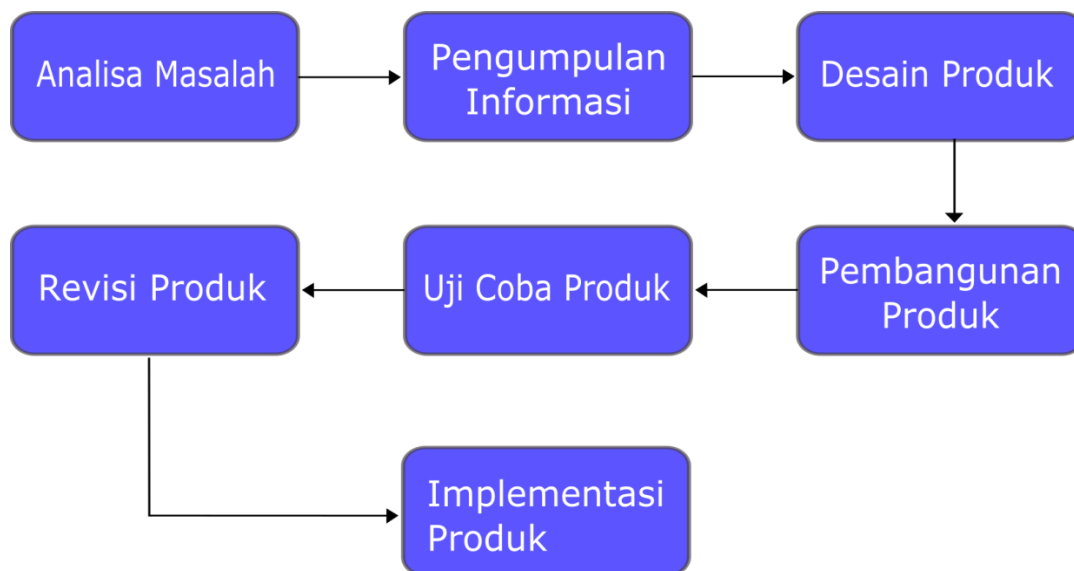 Analisa Masalah
Pengumpulan
Informasi
Desain Produk
Pembangunan
Produk
Uji Coba Produk
Revisi Produk
Implementasi
Produk